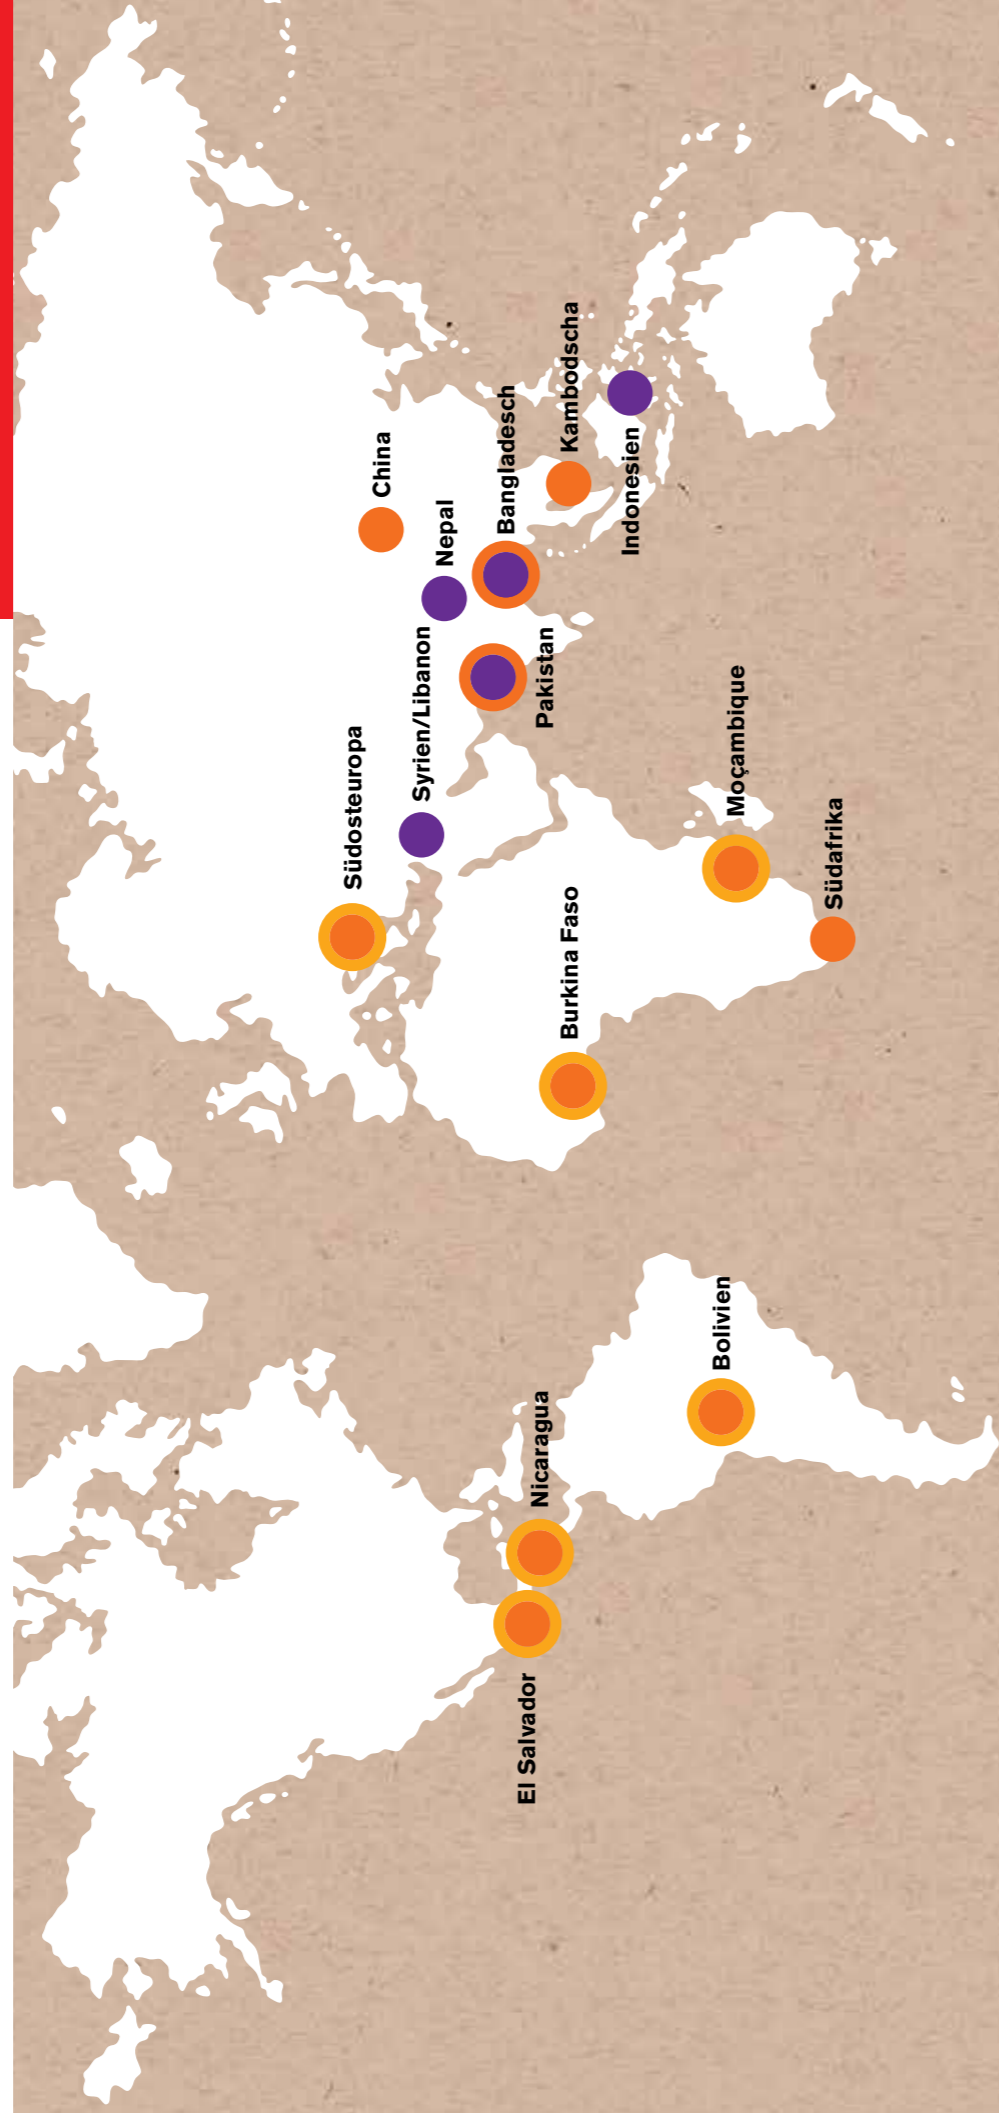 Südosteuropa
China
Syrien/Libanon
Nepal
Bangladesch
Pakistan
Kambodscha
Indonesien
El Salvador
Nicaragua
Burkina Faso
Bolivien
Moçambique
Südafrika